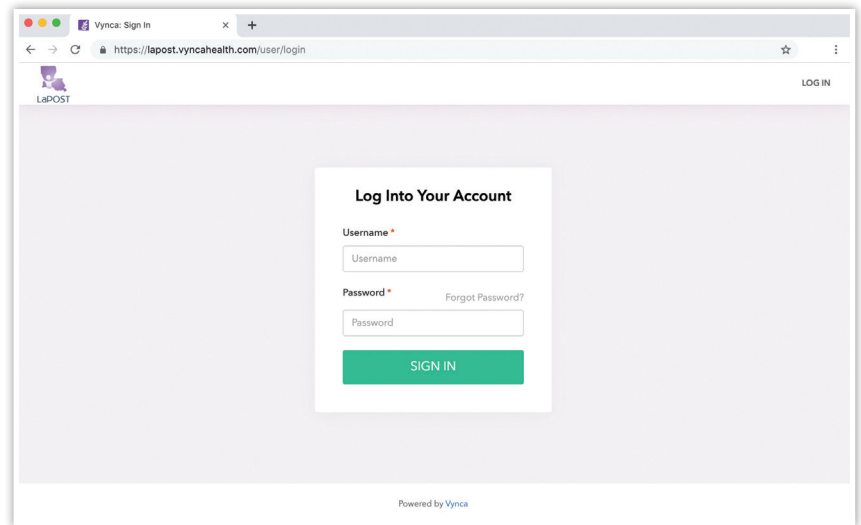 Vynca: Sign In
https://lapost.vyncahealth.com/user/login
LaPOST
LOG IN
Log Into Your Account
Username *
Username
Password * Forgot Password?
Password
SIGN IN
Powered by Vynca